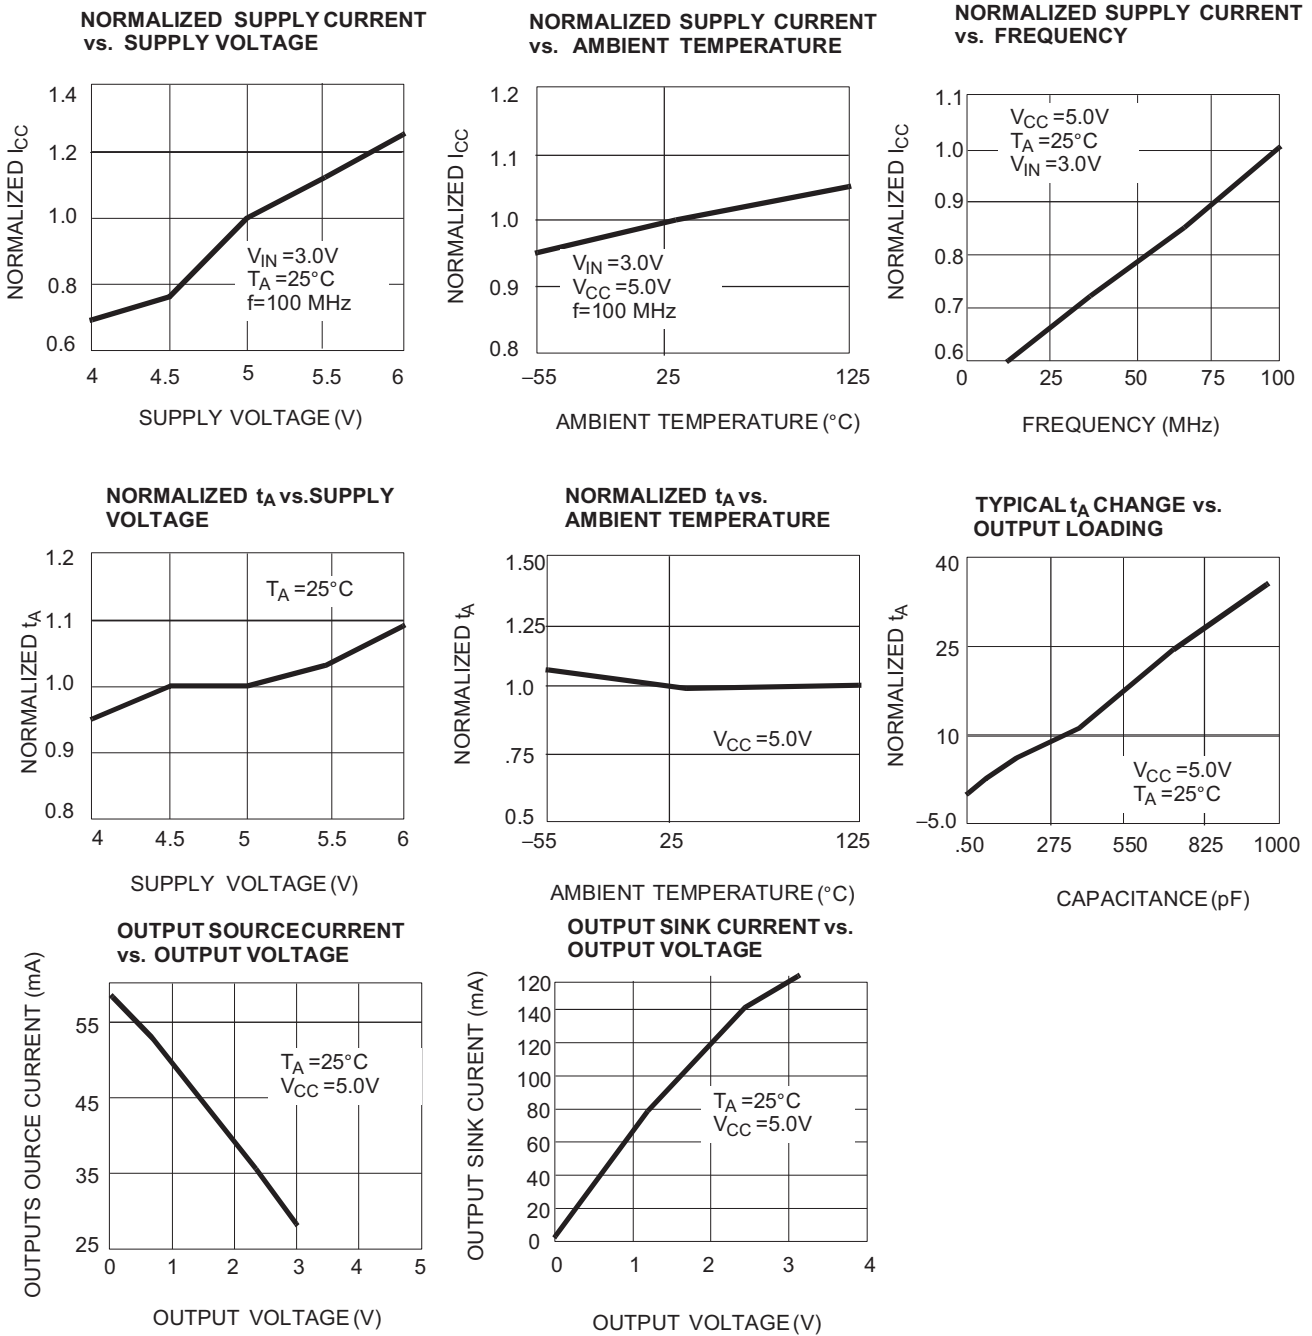 NORMALIZED SUPPLY CURRENT
vs. SUPPLY VOLTAGE
NORMALIZED ICC
1.4
1.2
1.0
0.8
0.6
VIN =3.0V
TA =25°C
f=100 MHz
4 4.5 5 5.5 6
SUPPLY VOLTAGE (V)
NORMALIZED SUPPLY CURRENT
vs. AMBIENT TEMPERATURE
NORMALIZED ICC
1.2
1.1
1.0
0.9
0.8
VIN =3.0V
VCC =5.0V
f=100 MHz
–55 25 125
AMBIENT TEMPERATURE (°C)
NORMALIZED SUPPLY CURRENT
vs. FREQUENCY
NORMALIZED ICC
1.1
1.0
0.9
0.8
0.7
0.6
VCC =5.0V
TA =25°C
VIN =3.0V
0 25 50 75 100
FREQUENCY (MHz)
NORMALIZED tA vs.SUPPLY
VOLTAGE
NORMALIZED tA
1.2
1.1
1.0
0.9
0.8
TA =25°C
4 4.5 5 5.5 6
SUPPLY VOLTAGE (V)
NORMALIZED tA vs.
AMBIENT TEMPERATURE
NORMALIZED tA
1.50
1.25
1.0
.75
0.5
VCC =5.0V
–55 25 125
AMBIENT TEMPERATURE (°C)
TYPICAL tA CHANGE vs.
OUTPUT LOADING
NORMALIZED tA
40
25
10
–5.0
VCC =5.0V
TA =25°C
.50 275 550 825 1000
CAPACITANCE (pF)
OUTPUT SOURCE CURRENT
vs. OUTPUT VOLTAGE
OUTPUTS OURCE CURRENT (mA)
55
45
35
25
TA =25°C
VCC =5.0V
0 1 2 3 4 5
OUTPUT VOLTAGE (V)
OUTPUT SINK CURRENT vs.
OUTPUT VOLTAGE
OUTPUT SINK CURENT (mA)
120
140
120
100
80
60
40
20
0
TA =25°C
VCC =5.0V
0 1 2 3 4
OUTPUT VOLTAGE (V)